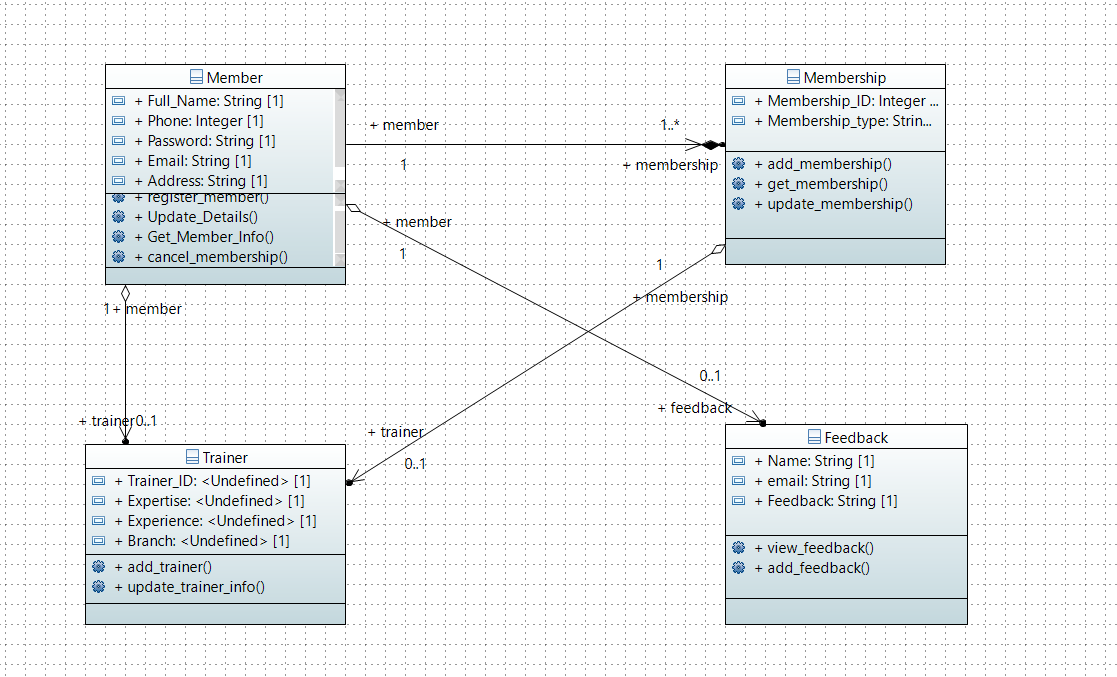 Member
+ Full_Name: String [1]
+ Phone: Integer [1]
+ Password: String [1]
+ Email: String [1]
+ Address: String [1]
+ register_member()
+ Update_Details()
+ Get_Member_Info()
+ cancel_membership()
+ member
1
1..*
+ membership
Membership
+ Membership_ID: Integer ...
+ Membership_type: Strin...
+ add_membership()
+ get_membership()
+ update_membership()
+ member
1
1
+ membership
1+ member
+ trainer0..1
0..1
+ feedback
+ trainer
0..1
Trainer
+ Trainer_ID: <Undefined> [1]
+ Expertise: <Undefined> [1]
+ Experience: <Undefined> [1]
+ Branch: <Undefined> [1]
+ add_trainer()
+ update_trainer_info()
Feedback
+ Name: String [1]
+ email: String [1]
+ Feedback: String [1]
+ view_feedback()
+ add_feedback()